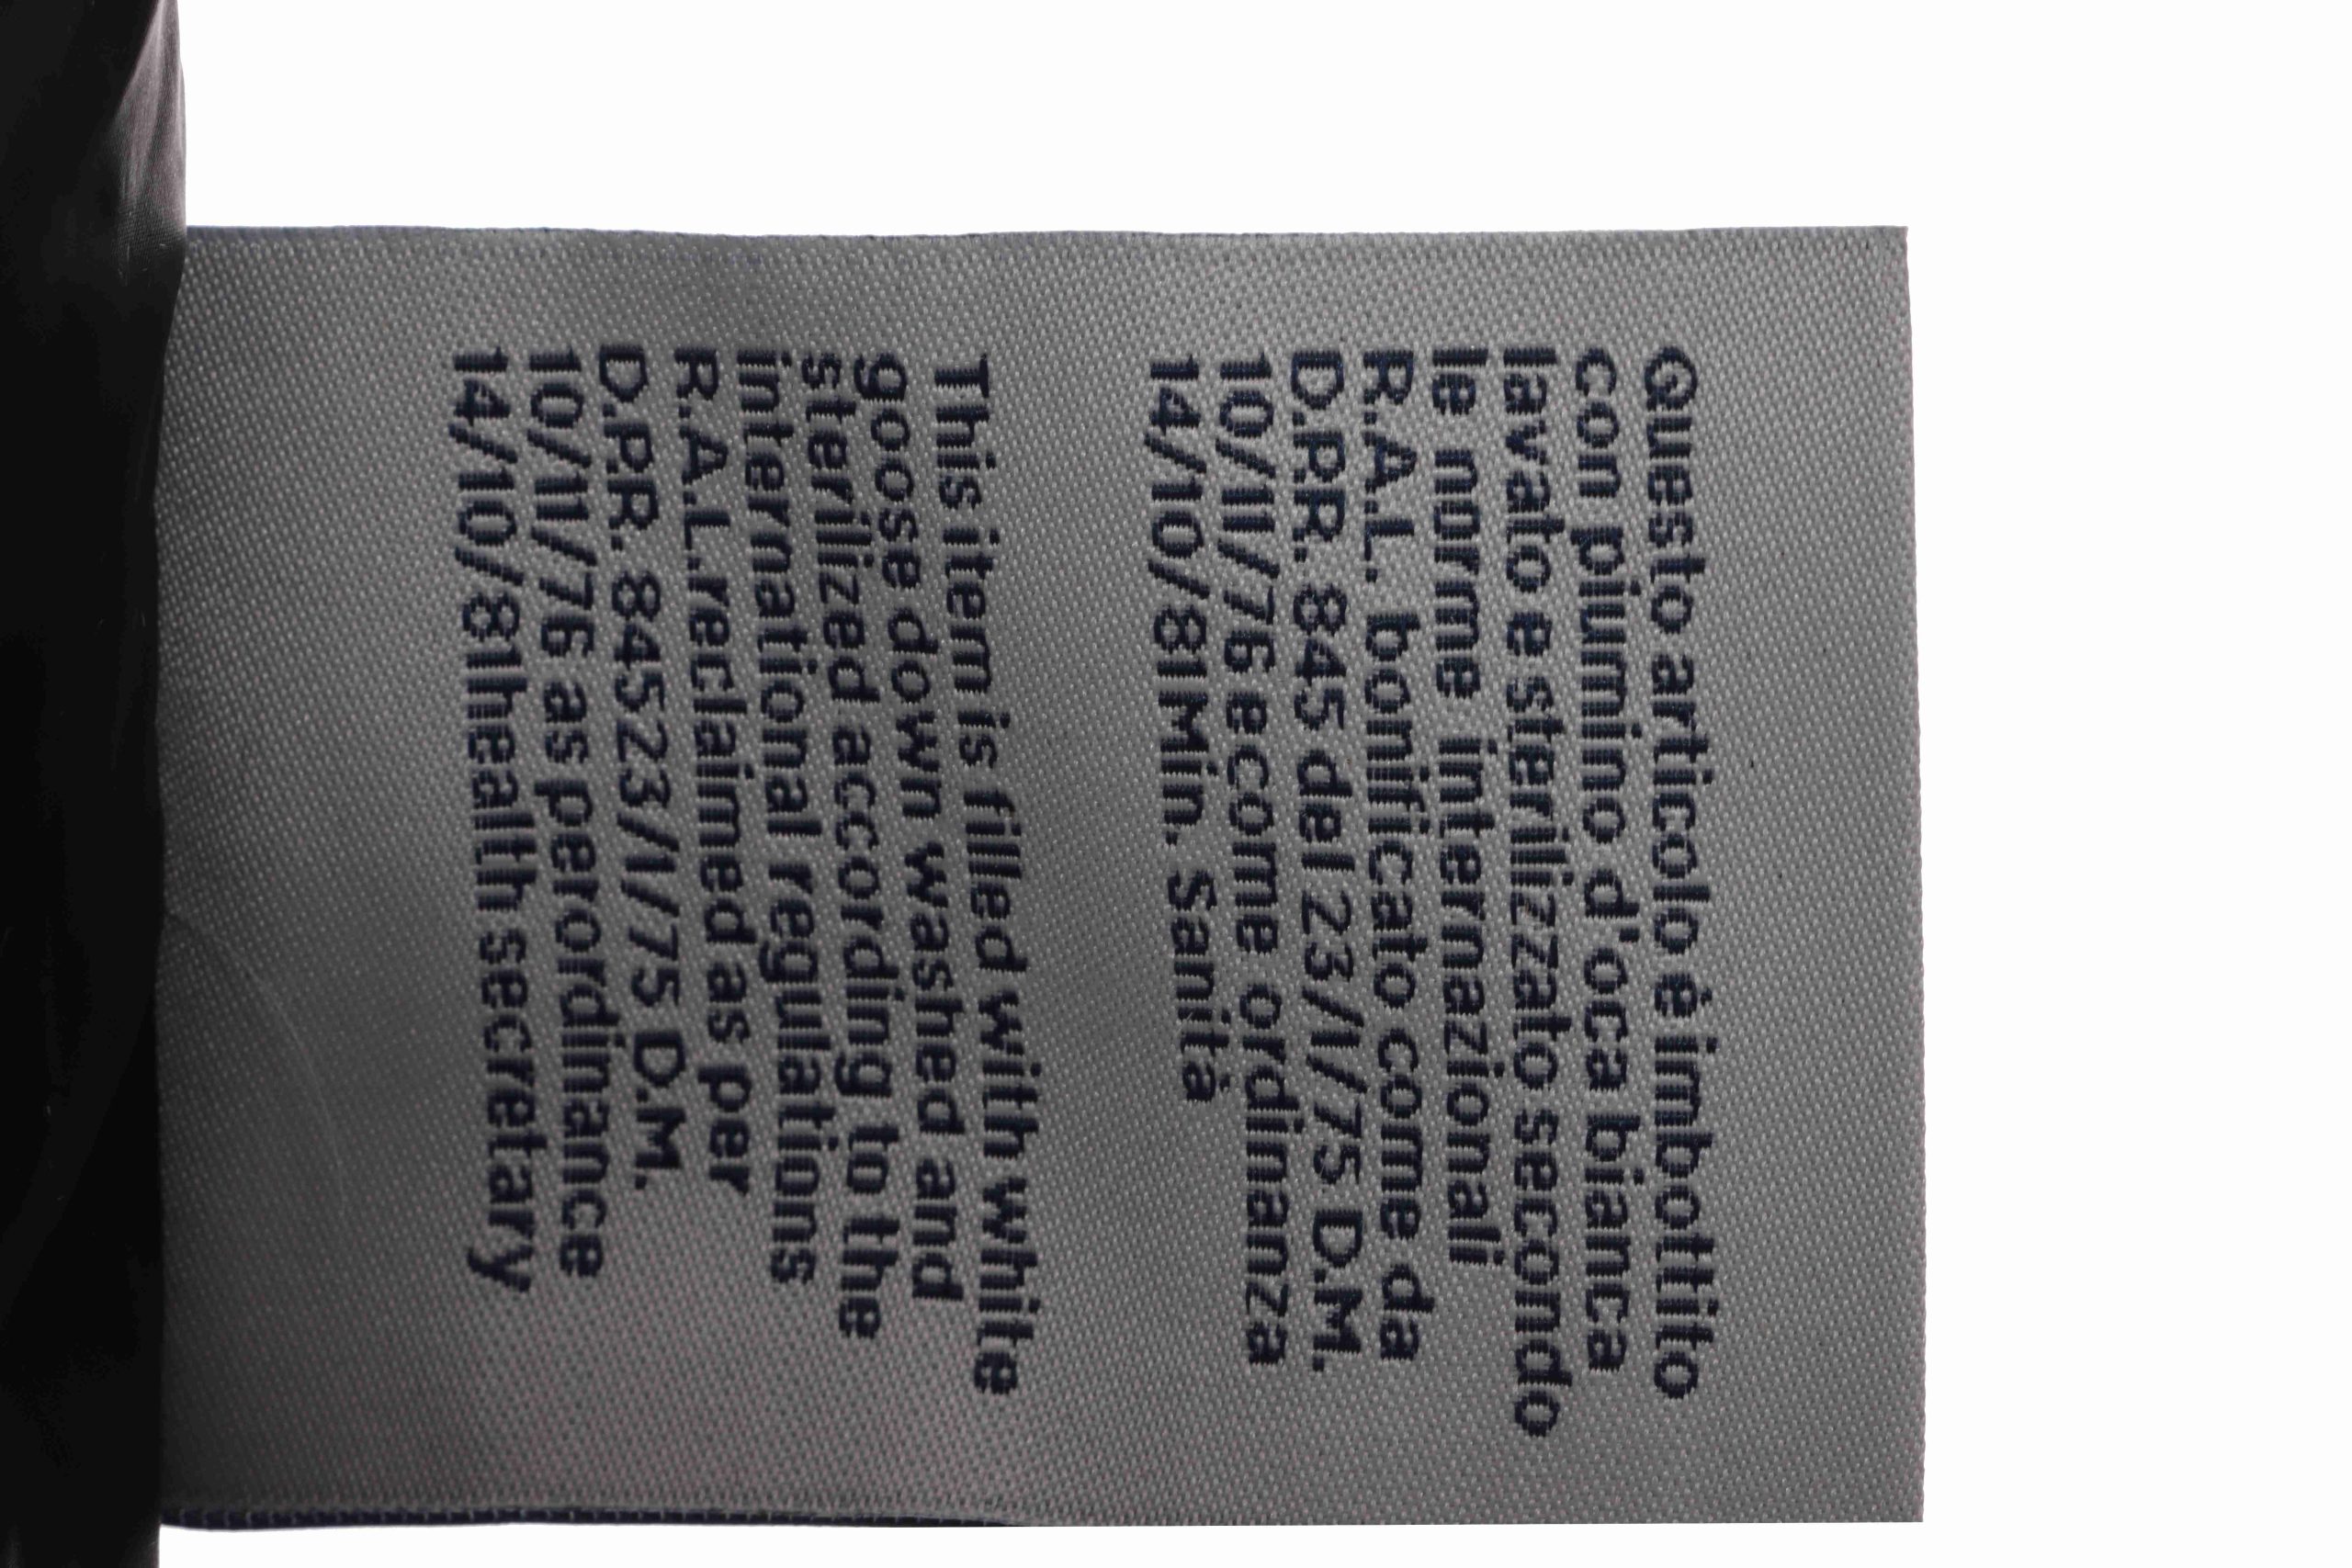 Questo articolo é imbottito
con piumino d'oca bianca
lavato e sterilizzato secondo
le norme internazionali
R.A.L. bonificato come da
D.P.R. 845 del 23/1/75 D.M.
10/11/76 e come ordinanza
14/10/81 Min. Sanità
This item is filled with white
goose down washed and
sterilized according to the
international regulations
R.A.L.reclaimed as per
D.P.R. 84523/1/75 D.M.
10/11/76 as perordinance
14/10/81health secretary